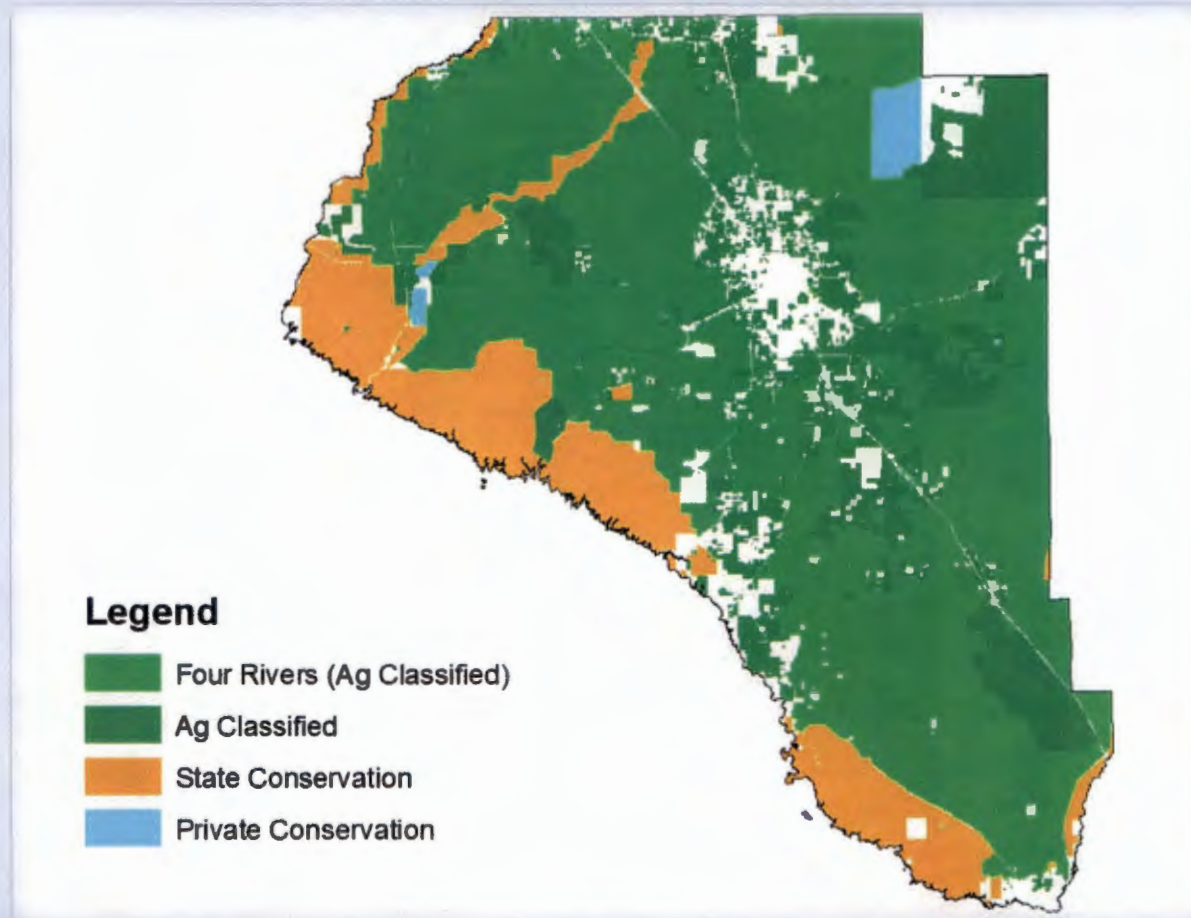 Legend
Four Rivers (Ag Classified)
Ag Classified
State Conservation
Private Conservation